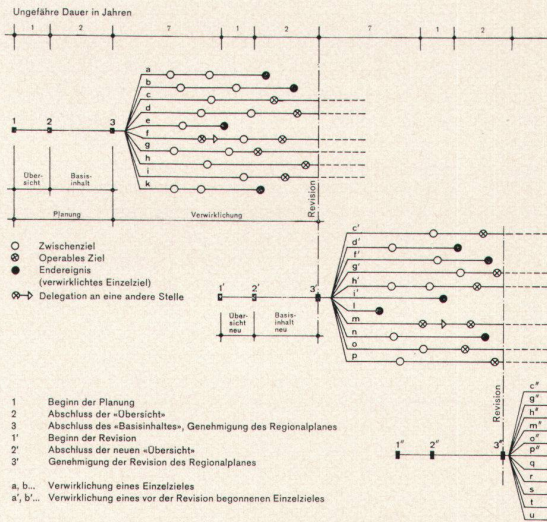 Ungefähre Dauer in Jahren
1 2 7 1 2 7 1 2
a
b
c
d
e
f
g
h
i
k
1 2 3
Über-
sicht
Basis-
inhalt
Planung
Verwirklichung
Revision
Zwischenziel
Operables Ziel
Endereignis
(verwirklichtes Einzelziel)
Delegation an eine andere Stelle
c'
d'
f'
g'
h'
i'
l
m
n
o
p
1' 2' 3'
Über-
sicht
neu
Basis-
inhalt
neu
Revision
1 Beginn der Planung
2 Abschluss der «Übersicht»
3 Abschluss des «Basisinhaltes», Genehmigung des Regionalplanes
1' Beginn der Revision
2' Abschluss der neuen «Übersicht»
3' Genehmigung der Revision des Regionalplanes
a, b... Verwirklichung eines Einzelzieles
a', b'... Verwirklichung eines vor der Revision begonnenen Einzelzieles
1" 2" 3"
c"
g"
h"
m"
o"
p"
q
r
s
t
u